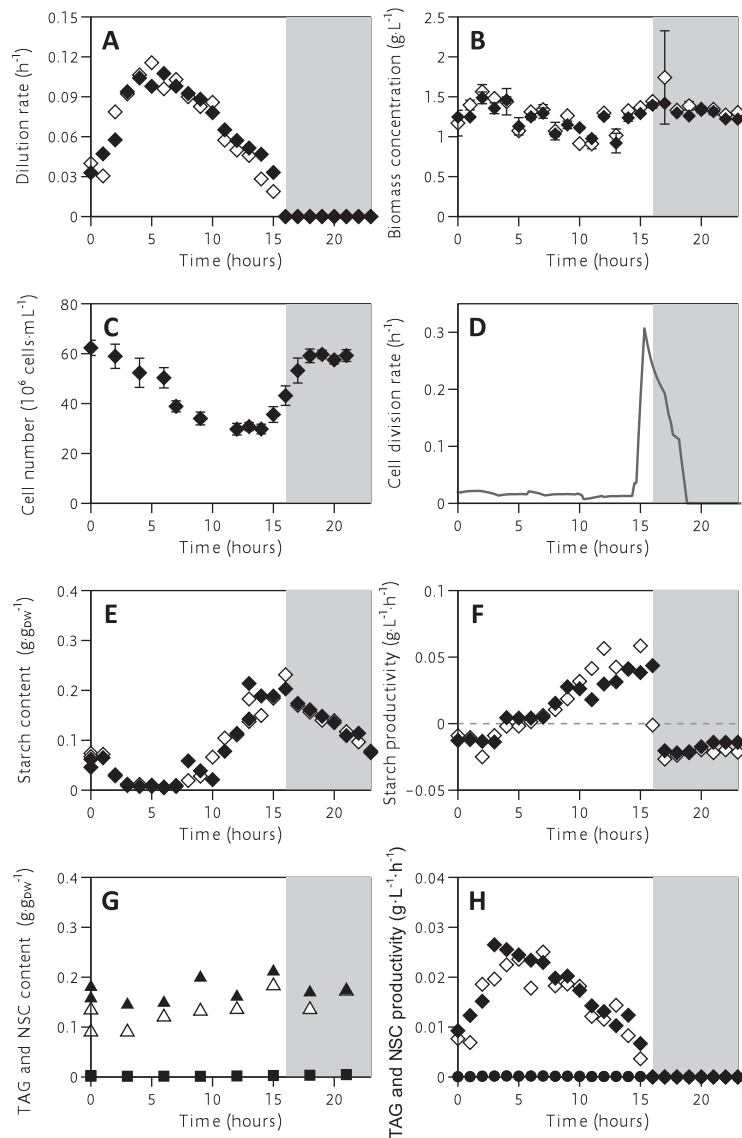 A
Dilution rate (h⁻¹)
0.15
0.12
0.09
0.06
0.03
0
0 5 10 15 20
Time (hours)
B
Biomass concentration (g·L⁻¹)
2.5
2
1.5
1
0.5
0
0 5 10 15 20
Time (hours)
C
Cell number (10⁶ cells·mL⁻¹)
80
60
40
20
0
0 5 10 15 20
Time (hours)
D
Cell division rate (h⁻¹)
0.3
0.2
0.1
0
0 5 10 15 20
Time (hours)
E
Starch content (g·gDW⁻¹)
0.4
0.3
0.2
0.1
0
0 5 10 15 20
Time (hours)
F
Starch productivity (g·L⁻¹·h⁻¹)
0.1
0.05
0
−0.05
0 5 10 15 20
Time (hours)
G
TAG and NSC content (g·gDW⁻¹)
0.4
0.3
0.2
0.1
0
0 5 10 15 20
Time (hours)
H
TAG and NSC productivity (g·L⁻¹·h⁻¹)
0.04
0.03
0.02
0.01
0
0 5 10 15 20
Time (hours)